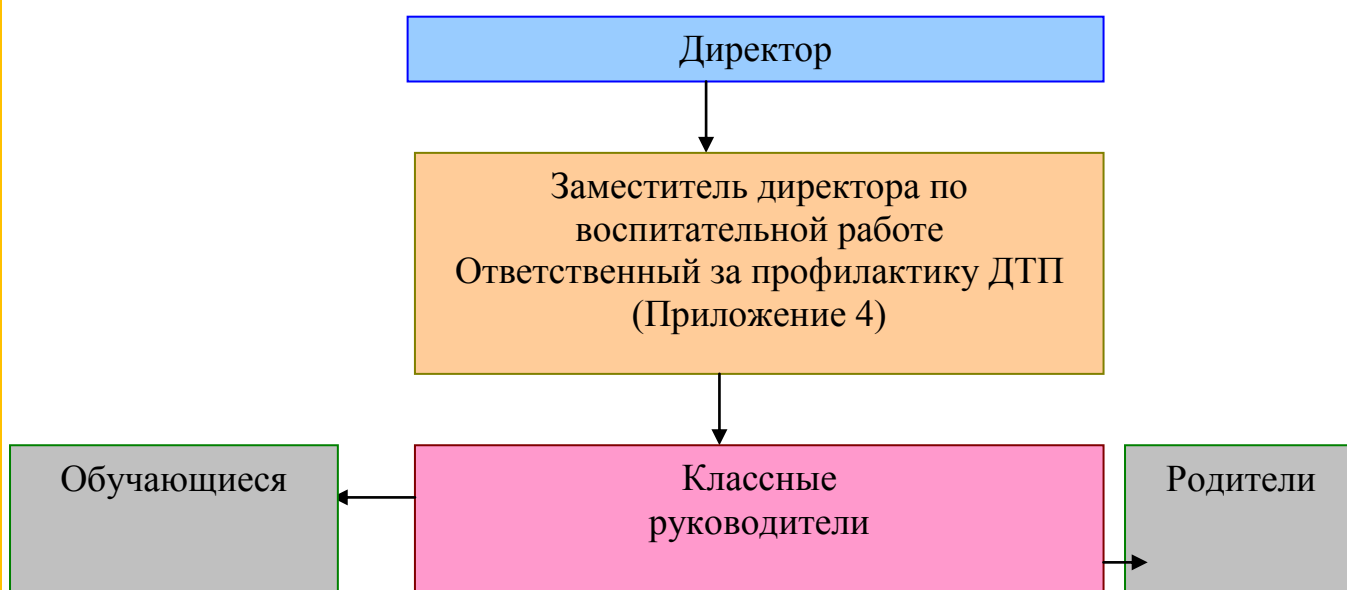 Директор
Заместитель директора по
воспитательной работе
Ответственный за профилактику ДТП
(Приложение 4)
Обучающиеся
Классные
руководители
Родители